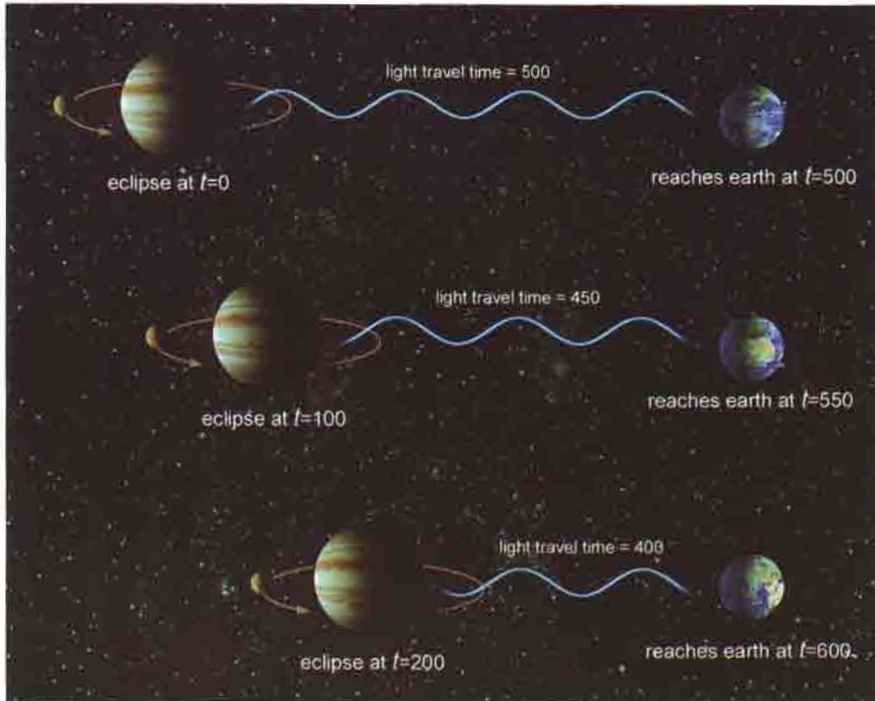 light travel time = 500
eclipse at t=0
reaches earth at t=500
light travel time = 450
eclipse at t=100
reaches earth at t=550
light travel time = 400
eclipse at t=200
reaches earth at t=600